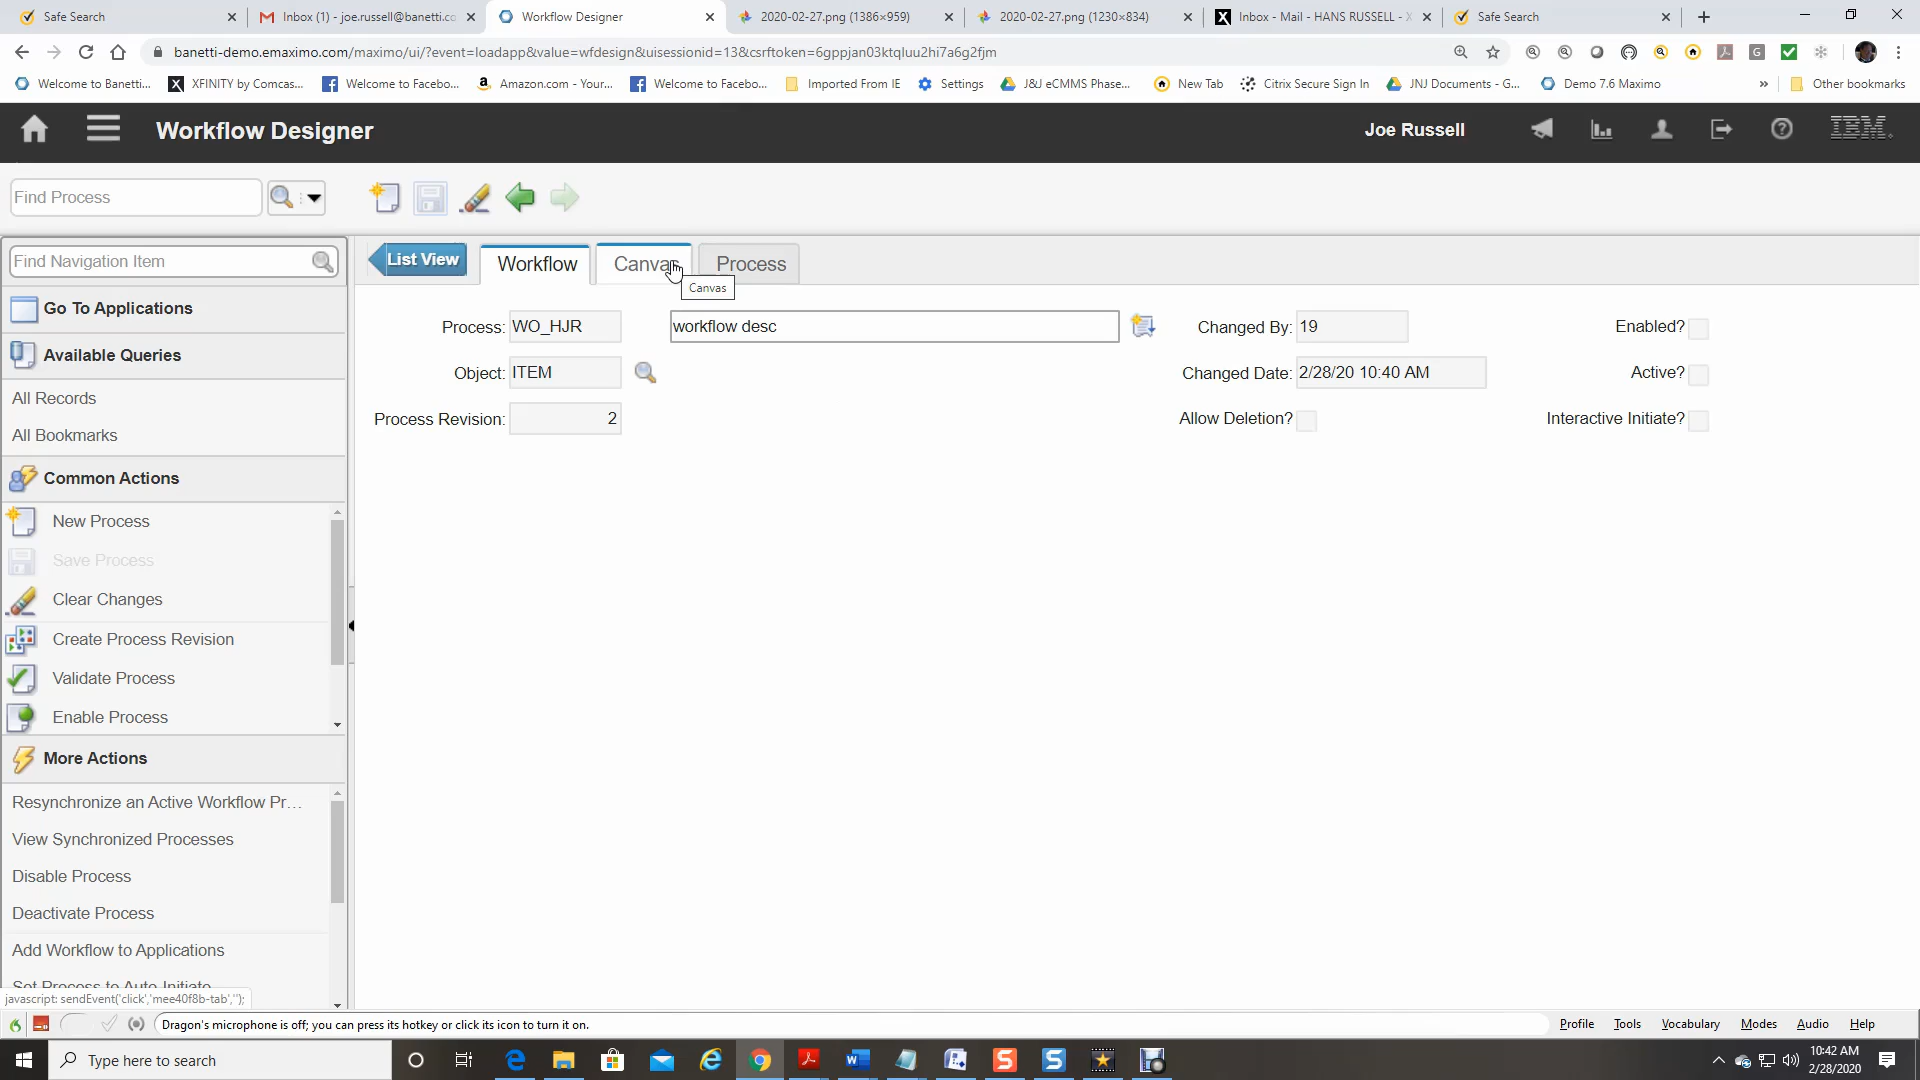 Safe Search
Inbox (1) - joe.russell@banetti.co
Workflow Designer
2020-02-27.png (1386×959)
2020-02-27.png (1230×834)
Inbox - Mail - HANS RUSSELL - X
Safe Search
banetti-demo.emaximo.com/maximo/ui/?event=loadapp&value=wfdesign&uisessionid=13&csrftoken=6gppjan03ktqluu2hi7a6g2fjm
Welcome to Banetti...
XFINITY by Comcas...
Welcome to Facebo...
Amazon.com - Your...
Welcome to Facebo...
Imported From IE
Settings
J&J eCMMS Phase...
New Tab
Citrix Secure Sign In
JNJ Documents - G...
Demo 7.6 Maximo
»
Other bookmarks
Workflow Designer
Joe Russell
IBM
Find Process
Find Navigation Item
Go To Applications
Available Queries
All Records
All Bookmarks
Common Actions
New Process
Save Process
Clear Changes
Create Process Revision
Validate Process
Enable Process
More Actions
Resynchronize an Active Workflow Pr...
View Synchronized Processes
Disable Process
Deactivate Process
Add Workflow to Applications
Set Process to Auto-Initiate
javascript: sendEvent('click','mee40f8b-tab','');
List View
Workflow
Canvas
Process
Canvas
Process: WO_HJR
workflow desc
Changed By: 19
Enabled?
Object: ITEM
Changed Date: 2/28/20 10:40 AM
Active?
Process Revision: 2
Allow Deletion?
Interactive Initiate?
Dragon's microphone is off; you can press its hotkey or click its icon to turn it on.
Profile Tools Vocabulary Modes Audio Help
Type here to search
10:42 AM
2/28/2020